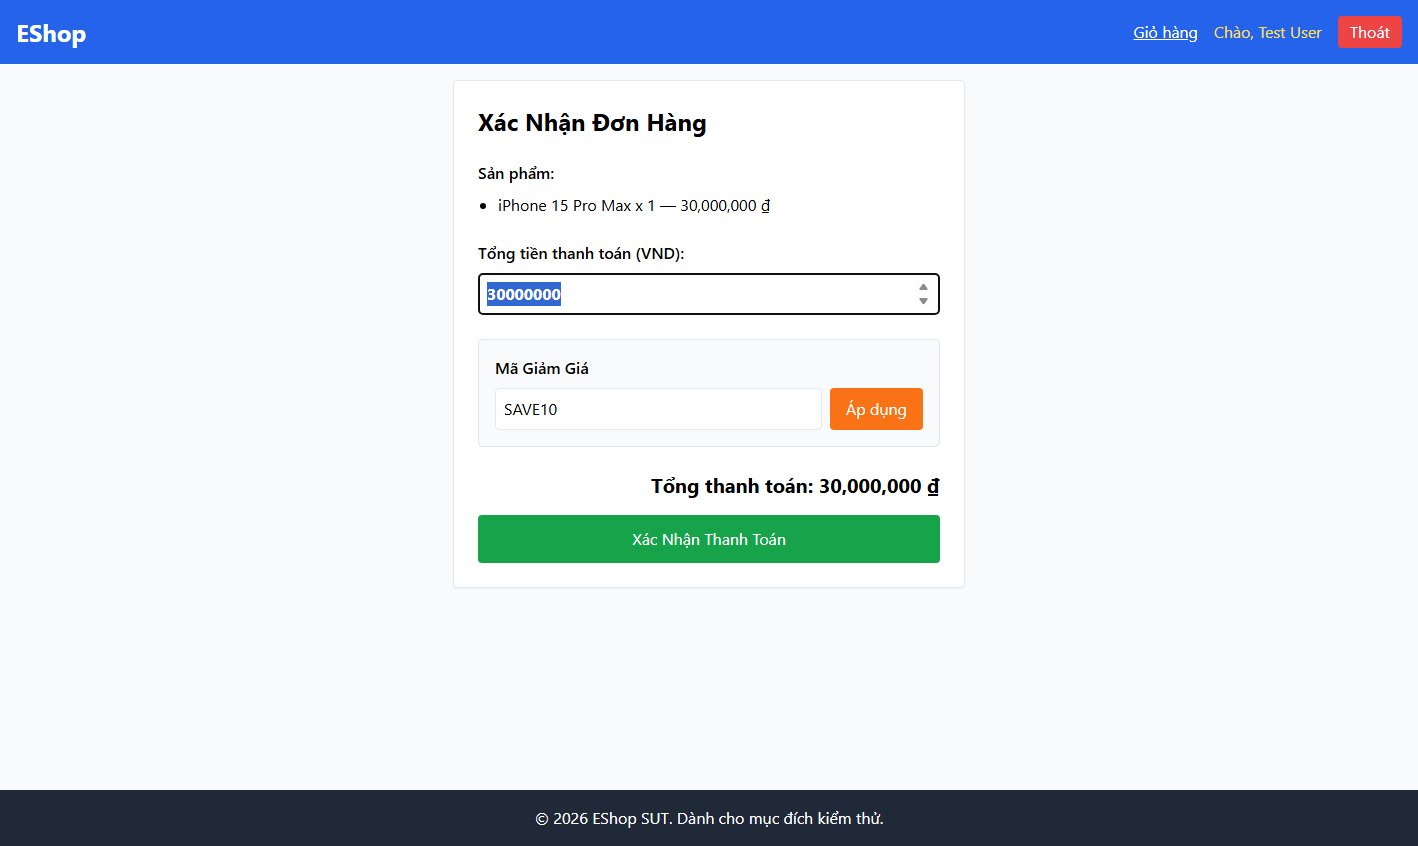 EShop
Giỏ hàng
Chào, Test User
Thoát
Xác Nhận Đơn Hàng
Sản phẩm:
iPhone 15 Pro Max x 1 — 30,000,000 ₫
Tổng tiền thanh toán (VND):
30000000
Mã Giảm Giá
SAVE10
Áp dụng
Tổng thanh toán: 30,000,000 ₫
Xác Nhận Thanh Toán
© 2026 EShop SUT. Dành cho mục đích kiểm thử.